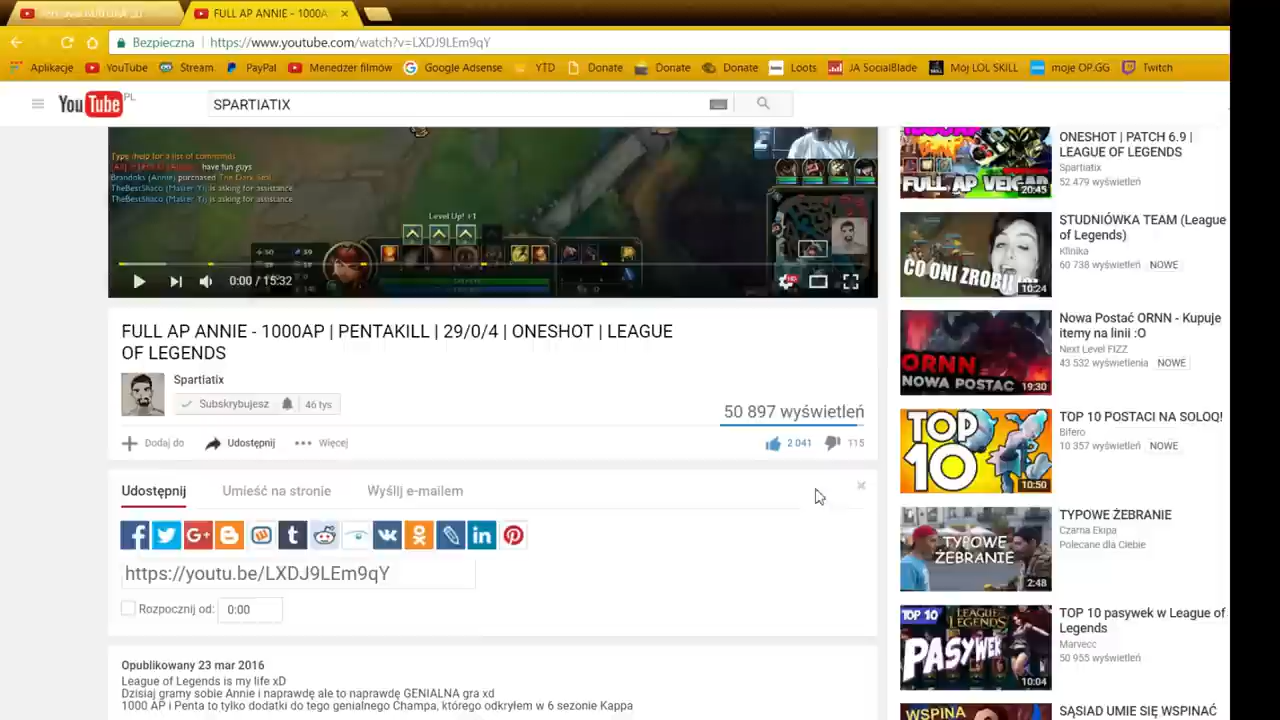 FULL AP ANNIE - 1000A
Bezpieczna
https://www.youtube.com/watch?v=LXDJ9LEm9qY
Aplikacje
YouTube
Stream
PayPal
Menedżer filmów
Google Adsense
YTD
Donate
Donate
Donate
Loots
JA SocialBlade
Mój LOL SKILL
moje OP.GG
Twitch
YouTube PL
SPARTIATIX
Type /help for a list of commands
have fun guys
Brandoks (Annie) purchased The Dark Seal
TheBestShaco (Master Yi) is asking for assistance
TheBestShaco (Master Yi) is asking for assistance
Level Up! +1
0:00 / 15:32
HD
FULL AP ANNIE - 1000AP | PENTAKILL | 29/0/4 | ONESHOT | LEAGUE
OF LEGENDS
Spartiatix
Subskrybujesz
46 tys
50 897 wyświetleń
Dodaj do
Udostępnij
Więcej
2 041
115
Udostępnij
Umieść na stronie
Wyślij e-mailem
https://youtu.be/LXDJ9LEm9qY
Rozpocznij od:
0:00
Opublikowany 23 mar 2016
League of Legends is my life xD
Dzisiaj gramy sobie Annie i naprawdę ale to naprawdę GENIALNA gra xd
1000 AP i Penta to tylko dodatki do tego genialnego Champa, którego odkryłem w 6 sezonie Kappa
FULL AP VEIGAR
20:45
ONESHOT | PATCH 6.9 |
LEAGUE OF LEGENDS
Spartiatix
52 479 wyświetleń
CO ONI ZROBILI
10:24
STUDNIÓWKA TEAM (League
of Legends)
Klinika
60 738 wyświetleń
NOWE
ORNN
NOWA POSTAĆ
19:30
Nowa Postać ORNN - Kupuje
itemy na linii :O
Next Level FIZZ
43 532 wyświetlenia
NOWE
TOP
10
10:50
TOP 10 POSTACI NA SOLOQ!
Bifero
10 357 wyświetleń
NOWE
TYPOWE
ŻEBRANIE
2:48
TYPOWE ŻEBRANIE
Czarna Ekipa
Polecane dla Ciebie
TOP 10
LEAGUE
LEGENDS
PASYWEK
10:04
TOP 10 pasywek w League of
Legends
Marvecc
50 955 wyświetleń
WSPINA
SĄSIAD UMIE SIĘ WSPINAĆ